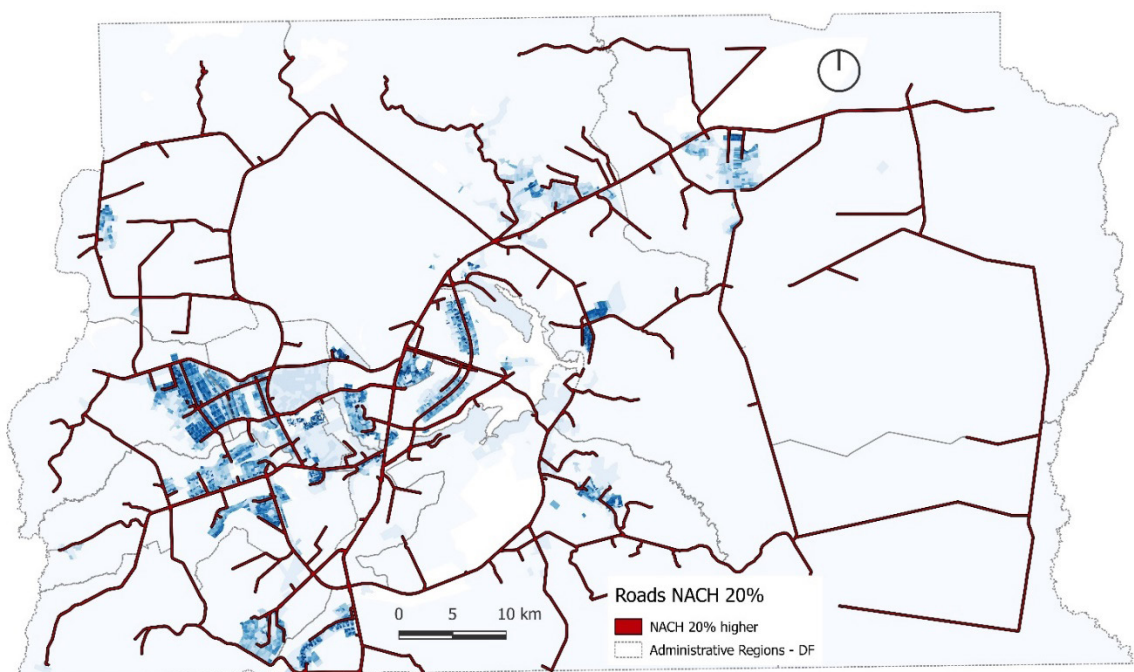 0 5 10 km
Roads NACH 20%
NACH 20% higher
Administrative Regions - DF